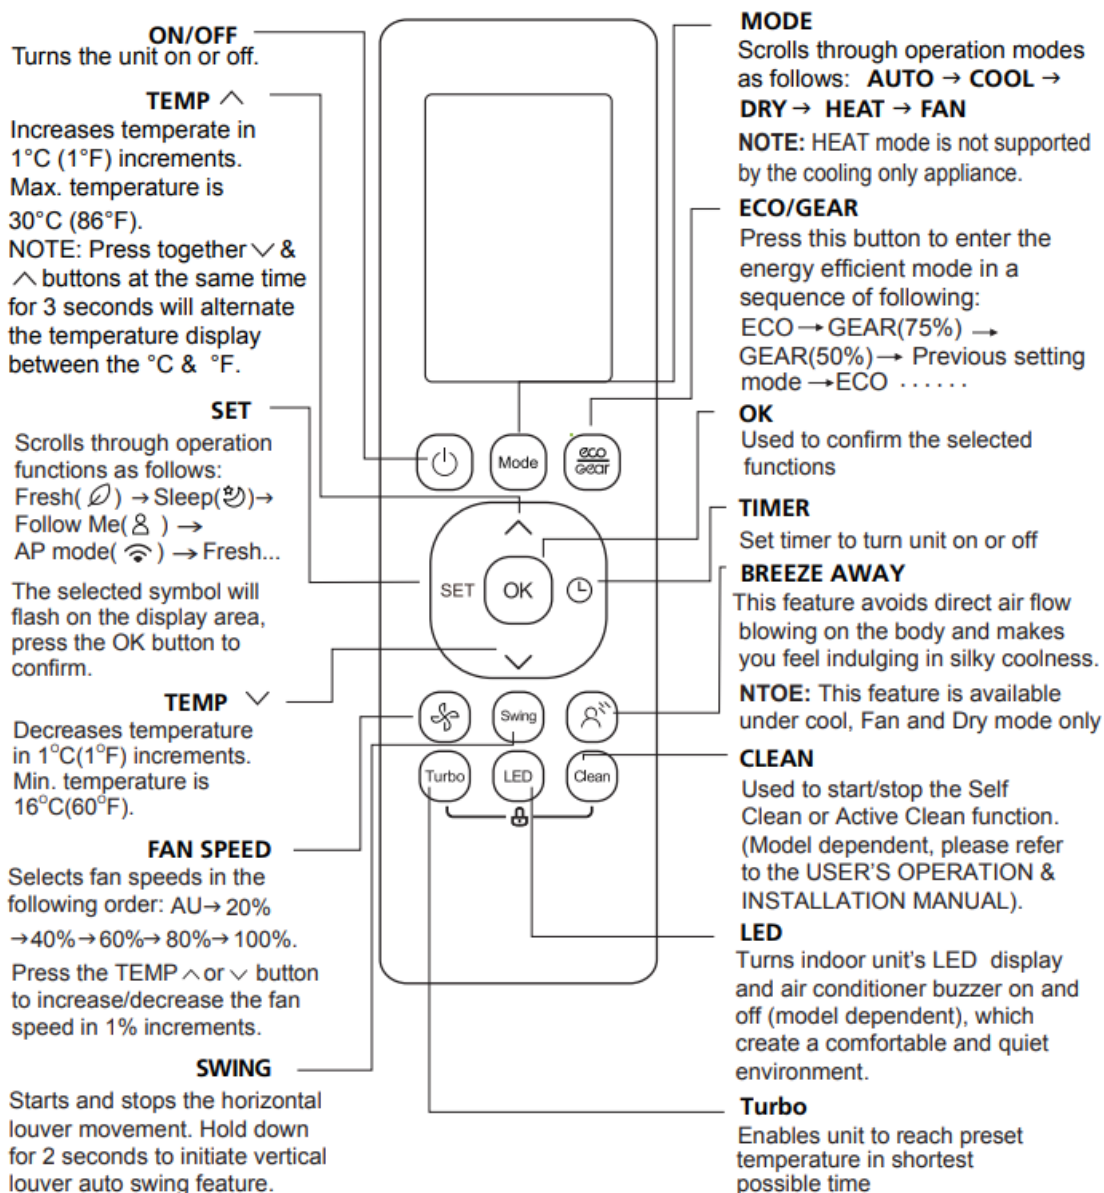 ON/OFF
Turns the unit on or off.
TEMP ︿
Increases temperate in
1°C (1°F) increments.
Max. temperature is
30°C (86°F).
NOTE: Press together ﹀ &
︿ buttons at the same time
for 3 seconds will alternate
the temperature display
between the °C & °F.
SET
Scrolls through operation
functions as follows:
Fresh( ) → Sleep( ) →
Follow Me( ) →
AP mode( ) → Fresh...
The selected symbol will
flash on the display area,
press the OK button to
confirm.
TEMP ﹀
Decreases temperature
in 1°C(1°F) increments.
Min. temperature is
16°C(60°F).
FAN SPEED
Selects fan speeds in the
following order: AU→ 20%
→40%→60%→80%→100%.
Press the TEMP ︿ or ﹀ button
to increase/decrease the fan
speed in 1% increments.
SWING
Starts and stops the horizontal
louver movement. Hold down
for 2 seconds to initiate vertical
louver auto swing feature.
Mode
eco
Gear
SET
OK
Swing
Turbo
LED
Clean
MODE
Scrolls through operation modes
as follows: AUTO → COOL →
DRY → HEAT → FAN
NOTE: HEAT mode is not supported
by the cooling only appliance.
ECO/GEAR
Press this button to enter the
energy efficient mode in a
sequence of following:
ECO → GEAR(75%) →
GEAR(50%) → Previous setting
mode → ECO ......
OK
Used to confirm the selected
functions
TIMER
Set timer to turn unit on or off
BREEZE AWAY
This feature avoids direct air flow
blowing on the body and makes
you feel indulging in silky coolness.
NTOE: This feature is available
under cool, Fan and Dry mode only
CLEAN
Used to start/stop the Self
Clean or Active Clean function.
(Model dependent, please refer
to the USER'S OPERATION &
INSTALLATION MANUAL).
LED
Turns indoor unit's LED display
and air conditioner buzzer on and
off (model dependent), which
create a comfortable and quiet
environment.
Turbo
Enables unit to reach preset
temperature in shortest
possible time